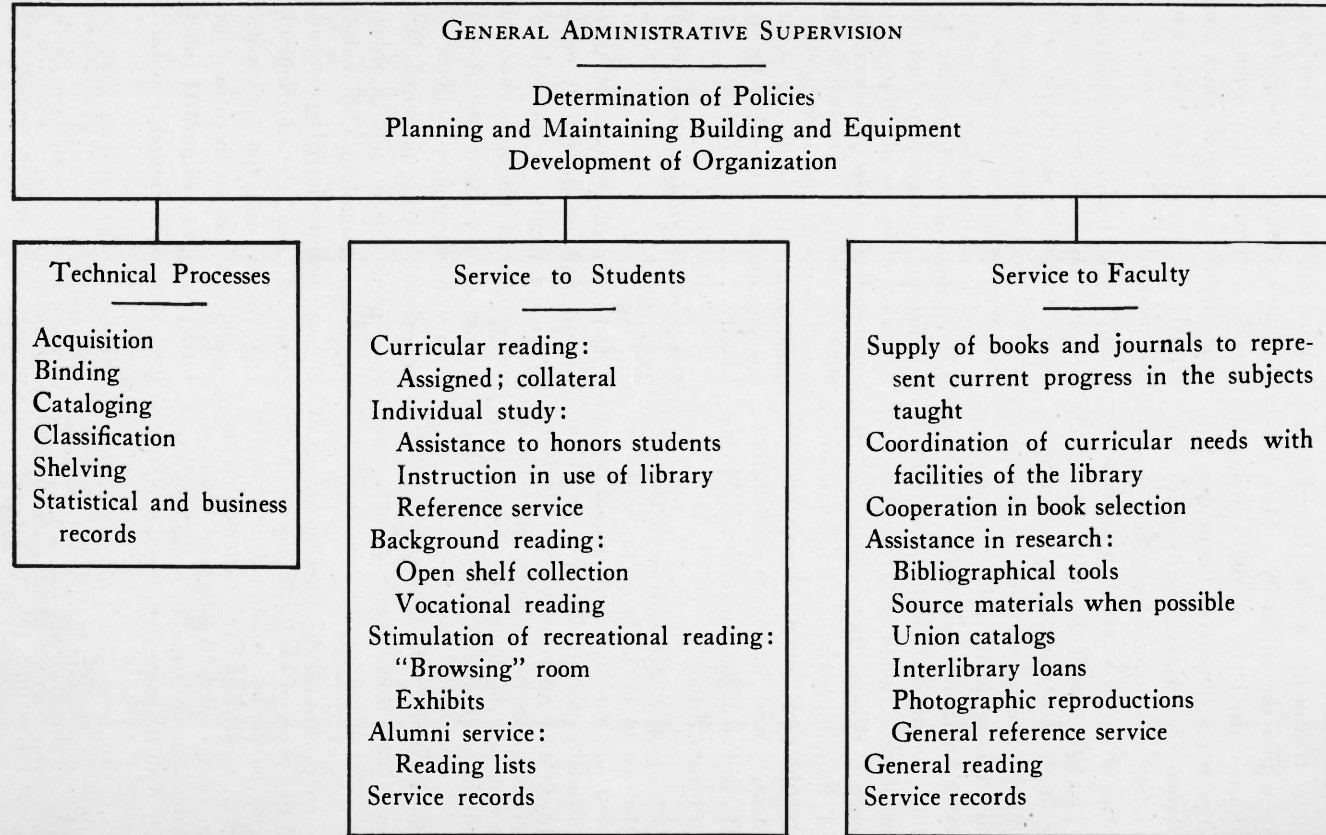 GENERAL ADMINISTRATIVE SUPERVISION
Determination of Policies
Planning and Maintaining Building and Equipment
Development of Organization
Technical Processes
Acquisition
Binding
Cataloging
Classification
Shelving
Statistical and business
records
Service to Students
Curricular reading:
Assigned; collateral
Individual study:
Assistance to honors students
Instruction in use of library
Reference service
Background reading:
Open shelf collection
Vocational reading
Stimulation of recreational reading:
“Browsing” room
Exhibits
Alumni service:
Reading lists
Service records
Service to Faculty
Supply of books and journals to repre-
sent current progress in the subjects
taught
Coordination of curricular needs with
facilities of the library
Cooperation in book selection
Assistance in research:
Bibliographical tools
Source materials when possible
Union catalogs
Interlibrary loans
Photographic reproductions
General reference service
General reading
Service records